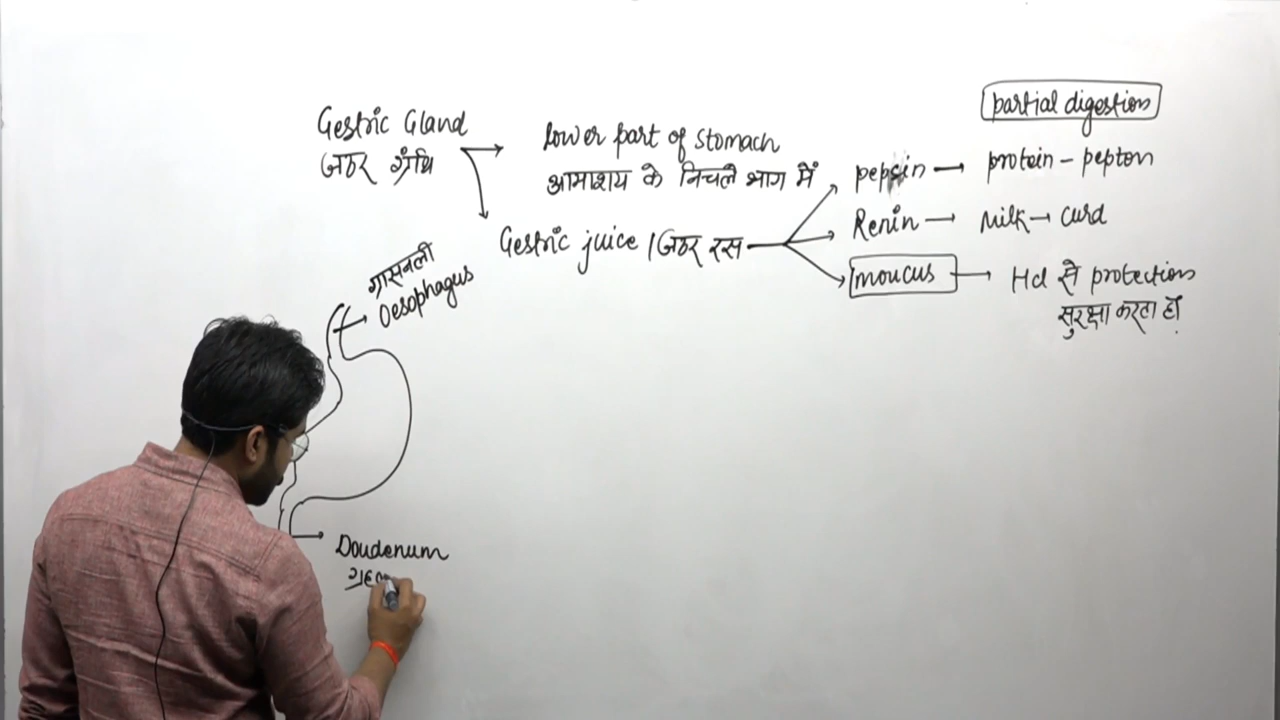 partial digestion
Gestric Gland
जठर ग्रंथि
Lower part of stomach
आमाशय के निचले भाग में
Gestric juice / जठर रस
pepsin → protein - pepton
Renin → Milk → curd
moucus → Hcl से protection
सुरक्षा करता हैं
ग्रासनली
Oesophagus
Doudenum